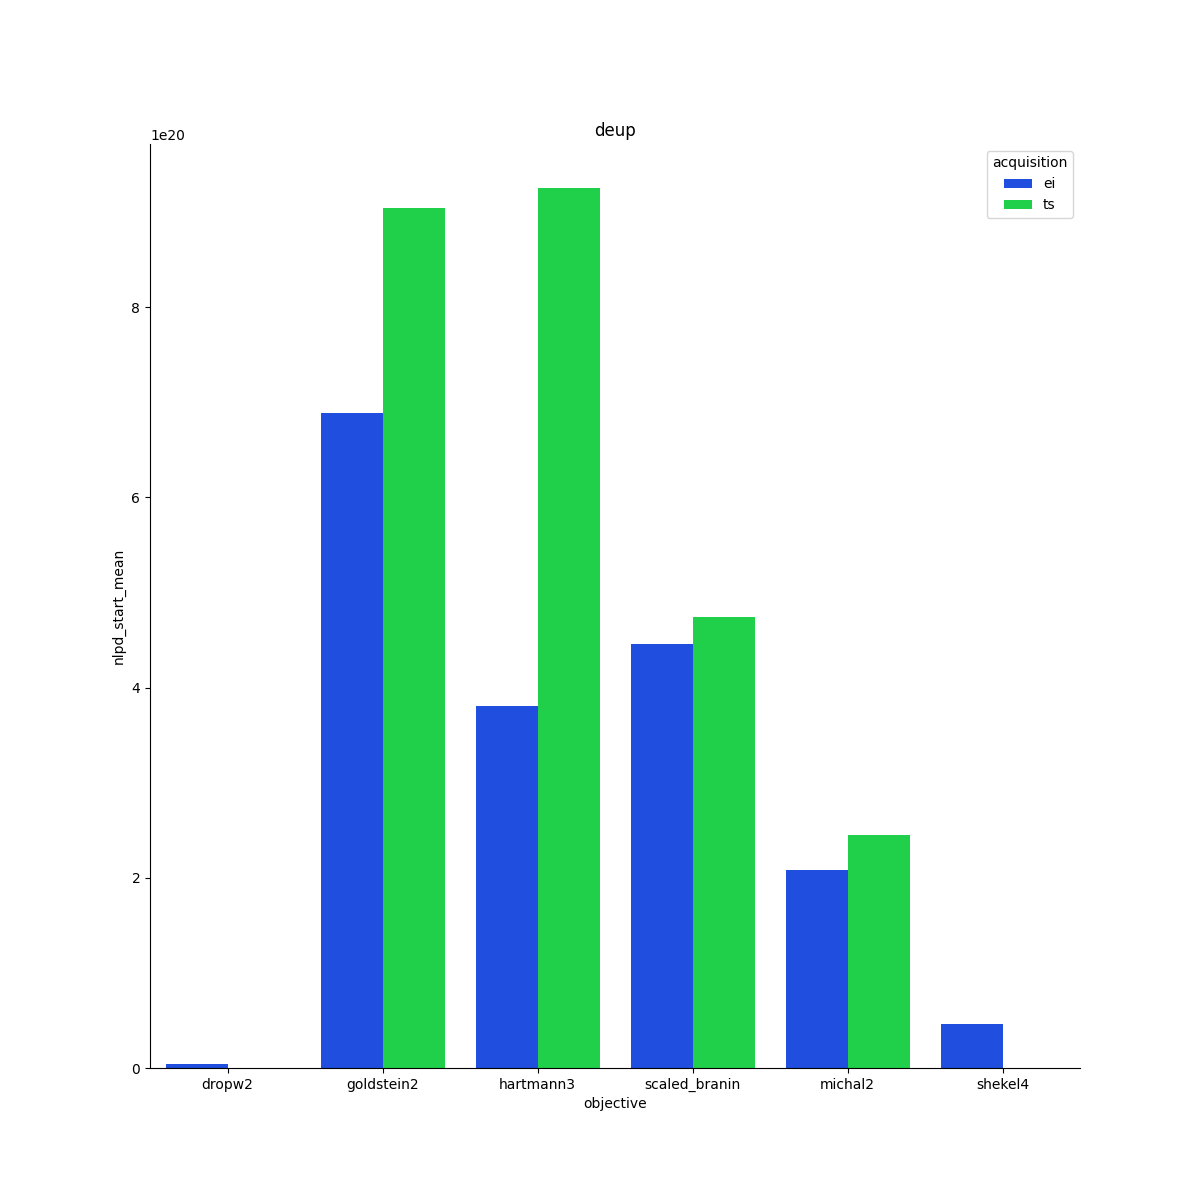 deup
1e20
acquisition
ei
ts
8
6
4
2
0
nlpd_start_mean
dropw2 goldstein2 hartmann3 scaled_branin michal2 shekel4
objective